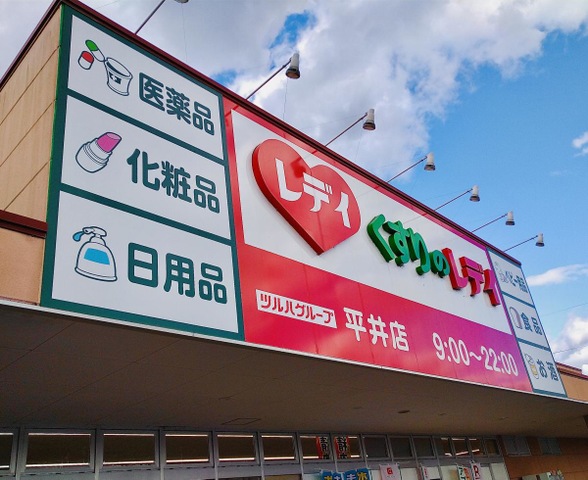 医薬品
化粧品
日用品
レディ
くすりのレディ
ツルハグループ
平井店
9:00〜22:00
食品
お酒